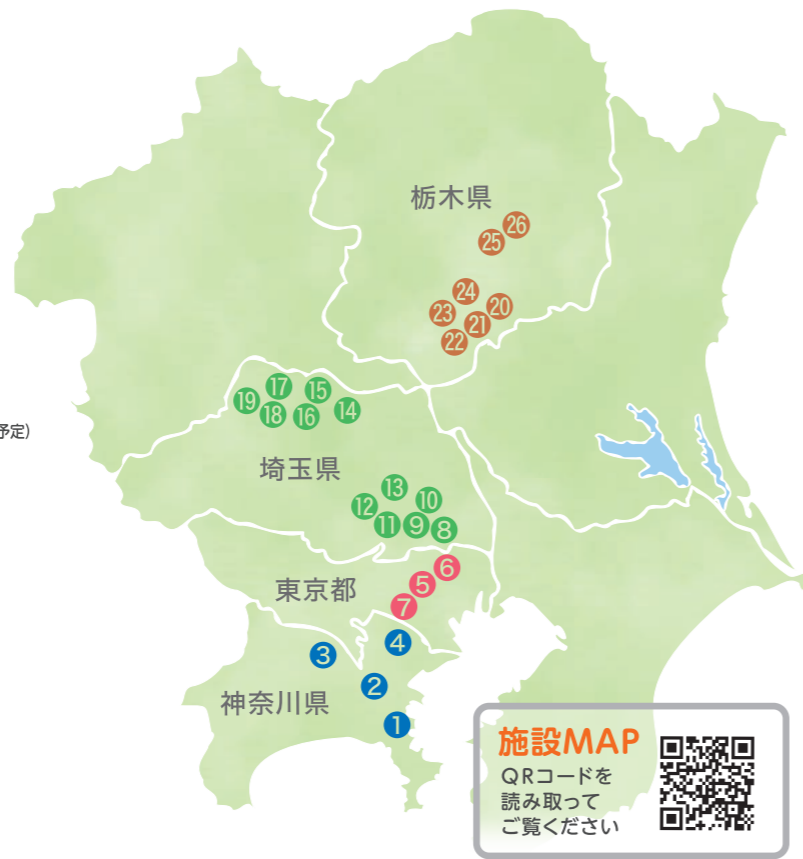 栃木県
㉖
㉕
㉔
㉓
⑳
㉑
㉒
⑰
⑮
⑲
⑱
⑯
⑭
予定)
埼玉県
⑬
⑫
⑩
⑪
⑨
⑧
⑥
東京都
⑤
⑦
④
③
②
神奈川県
①
施設MAP
QRコードを
読み取って
ご覧ください